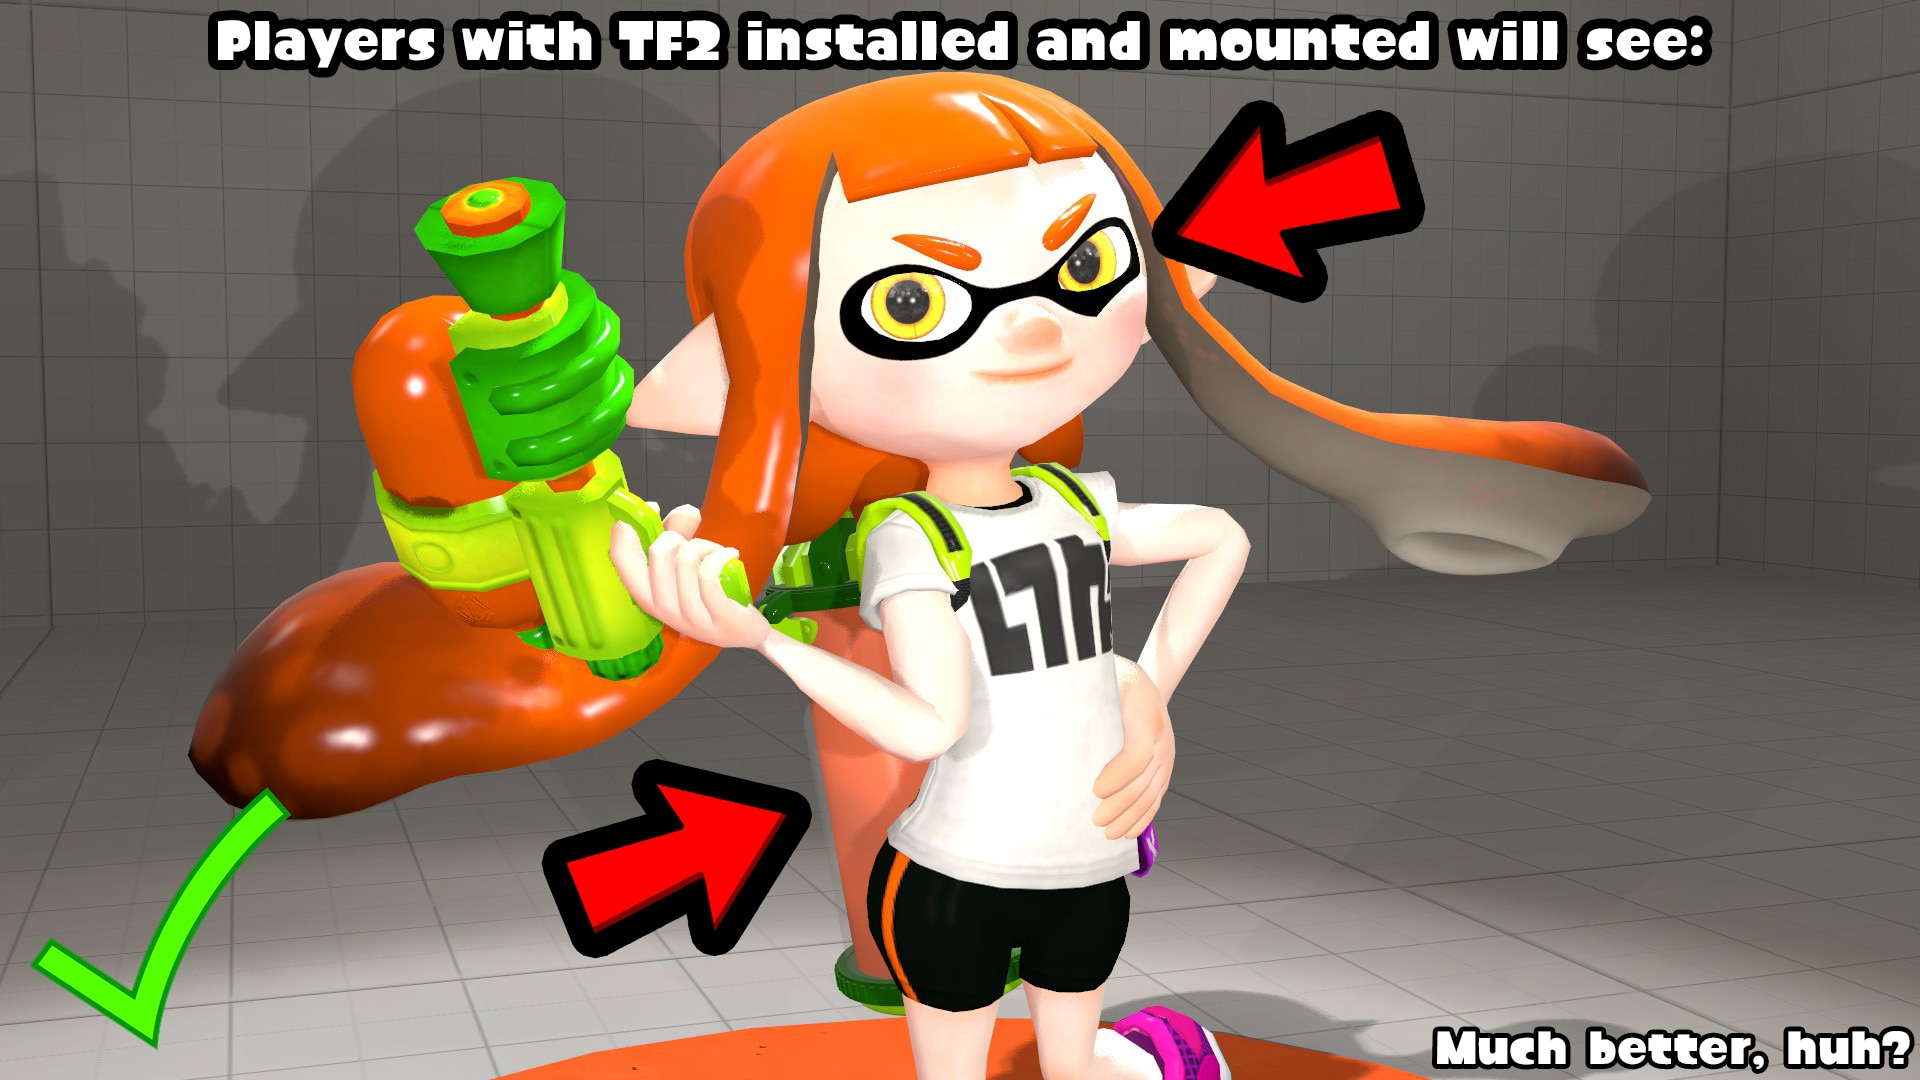 Players with TF2 installed and mounted will see:
Much better, huh?